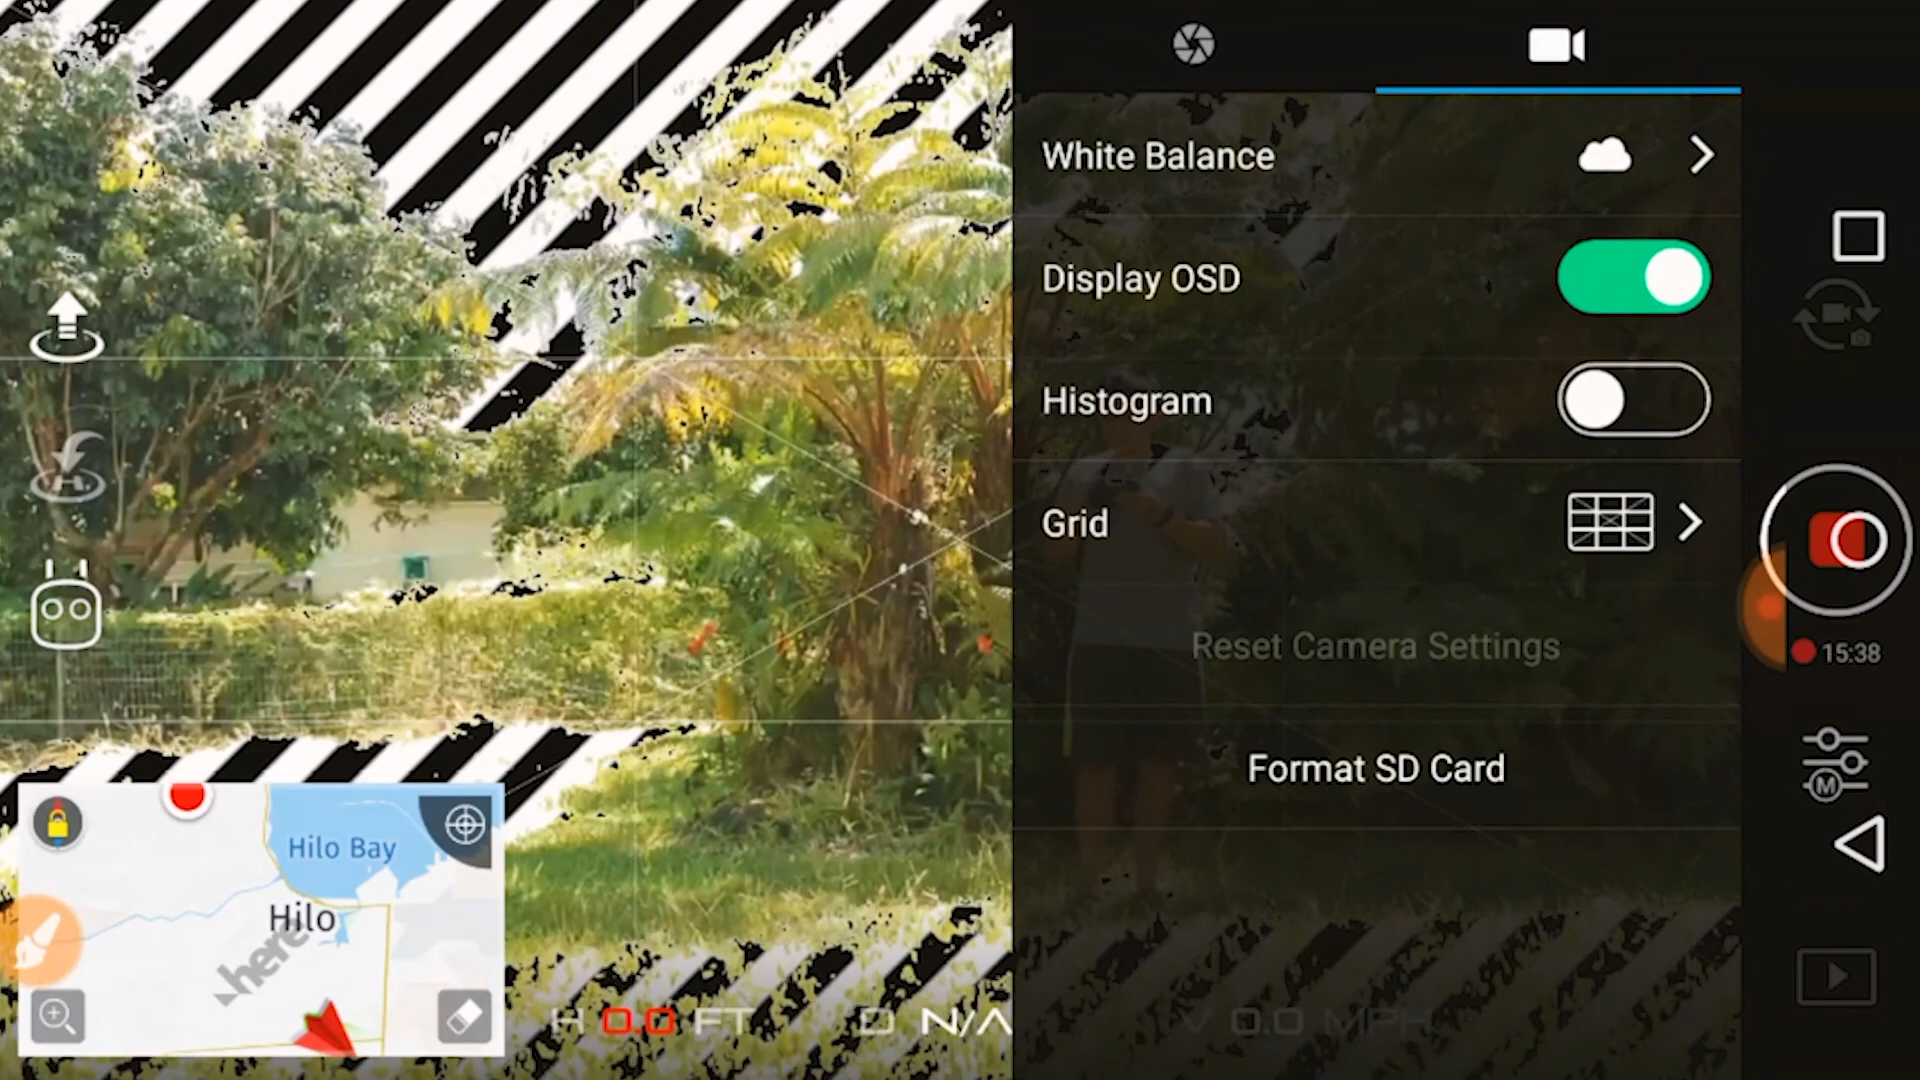 White Balance
Display OSD
Histogram
Grid
Reset Camera Settings
Format SD Card
15:38
M
Hilo Bay
Hilo
here
H 0.0 FT D N/A V 0.0 MPH